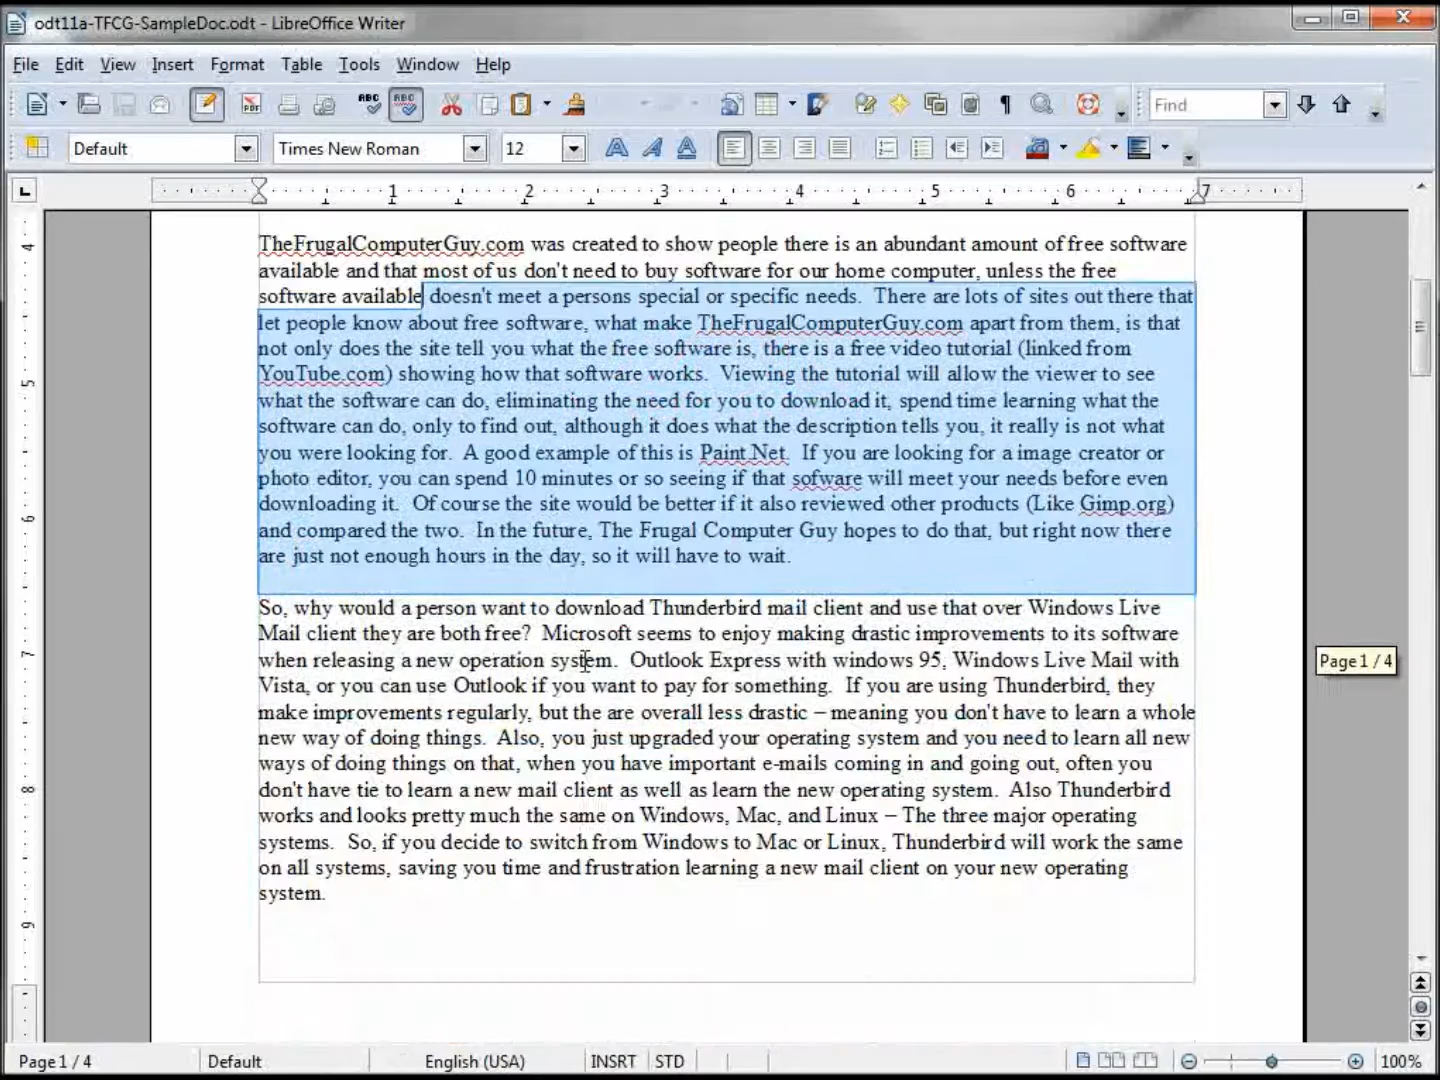 odt11a-TFCG-SampleDoc.odt - LibreOffice Writer
File Edit View Insert Format Table Tools Window Help
PDF ABC ABC Find
Default Times New Roman 12
1 2 3 4 5 6 7
4
5
6
7
8
9
TheFrugalComputerGuy.com was created to show people there is an abundant amount of free software
available and that most of us don't need to buy software for our home computer, unless the free
software available doesn't meet a persons special or specific needs.  There are lots of sites out there that
let people know about free software, what make TheFrugalComputerGuy.com apart from them, is that
not only does the site tell you what the free software is, there is a free video tutorial (linked from
YouTube.com) showing how that software works.  Viewing the tutorial will allow the viewer to see
what the software can do, eliminating the need for you to download it, spend time learning what the
software can do, only to find out, although it does what the description tells you, it really is not what
you were looking for.  A good example of this is Paint.Net.  If you are looking for a image creator or
photo editor, you can spend 10 minutes or so seeing if that sofware will meet your needs before even
downloading it.  Of course the site would be better if it also reviewed other products (Like Gimp.org)
and compared the two.  In the future, The Frugal Computer Guy hopes to do that, but right now there
are just not enough hours in the day, so it will have to wait.
So, why would a person want to download Thunderbird mail client and use that over Windows Live
Mail client they are both free?  Microsoft seems to enjoy making drastic improvements to its software
when releasing a new operation system.  Outlook Express with windows 95, Windows Live Mail with
Vista, or you can use Outlook if you want to pay for something.  If you are using Thunderbird, they
make improvements regularly, but the are overall less drastic – meaning you don't have to learn a whole
new way of doing things.  Also, you just upgraded your operating system and you need to learn all new
ways of doing things on that, when you have important e-mails coming in and going out, often you
don't have tie to learn a new mail client as well as learn the new operating system.  Also Thunderbird
works and looks pretty much the same on Windows, Mac, and Linux – The three major operating
systems.  So, if you decide to switch from Windows to Mac or Linux, Thunderbird will work the same
on all systems, saving you time and frustration learning a new mail client on your new operating
system.
Page 1 / 4
Page 1 / 4 Default English (USA) INSRT STD 100%